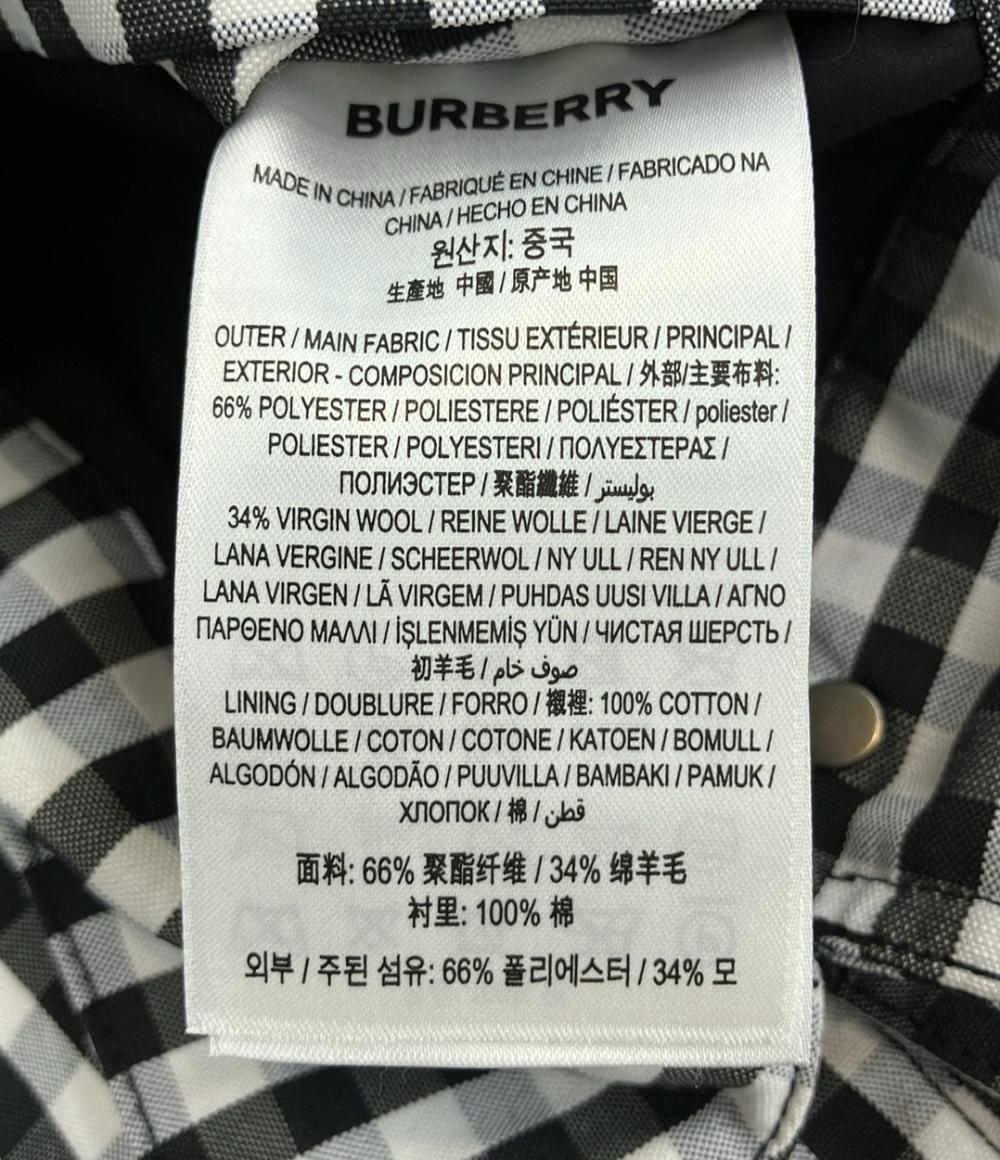 BURBERRY
MADE IN CHINA / FABRIQUÉ EN CHINE / FABRICADO NA
CHINA / HECHO EN CHINA
원산지: 중국
生產地 中國 / 原产地 中国
OUTER / MAIN FABRIC / TISSU EXTÉRIEUR / PRINCIPAL /
EXTERIOR - COMPOSICION PRINCIPAL / 外部/主要布料:
66% POLYESTER / POLIESTERE / POLIÉSTER / poliester /
POLIESTER / POLYESTERI / ΠΟΛΥΕΣΤΕΡΑΣ /
ПОЛИЭСТЕР / 聚酯纖維 / بوليستر
34% VIRGIN WOOL / REINE WOLLE / LAINE VIERGE /
LANA VERGINE / SCHEERWOL / NY ULL / REN NY ULL /
LANA VIRGEN / LÃ VIRGEM / PUHDAS UUSI VILLA / ΑΓΝΟ
ΠΑΡΘΕΝΟ ΜΑΛΛΙ / İŞLENMEMİŞ YÜN / ЧИСТАЯ ШЕРСТЬ /
初羊毛 / صوف خام
LINING / DOUBLURE / FORRO / 襯裡: 100% COTTON /
BAUMWOLLE / COTON / COTONE / KATOEN / BOMULL /
ALGODÓN / ALGODÃO / PUUVILLA / BAMBAKI / PAMUK /
ХЛОПОК / 棉 / قطن
面料: 66% 聚酯纤维 / 34% 绵羊毛
衬里: 100% 棉
외부 / 주된 섬유: 66% 폴리에스터 / 34% 모